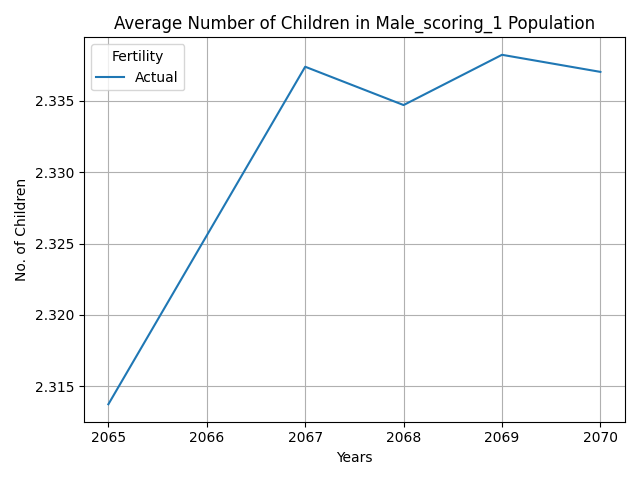 Average Number of Children in Male_scoring_1 Population
Fertility
Actual
No. of Children
2.335
2.330
2.325
2.320
2.315
2065 2066 2067 2068 2069 2070
Years